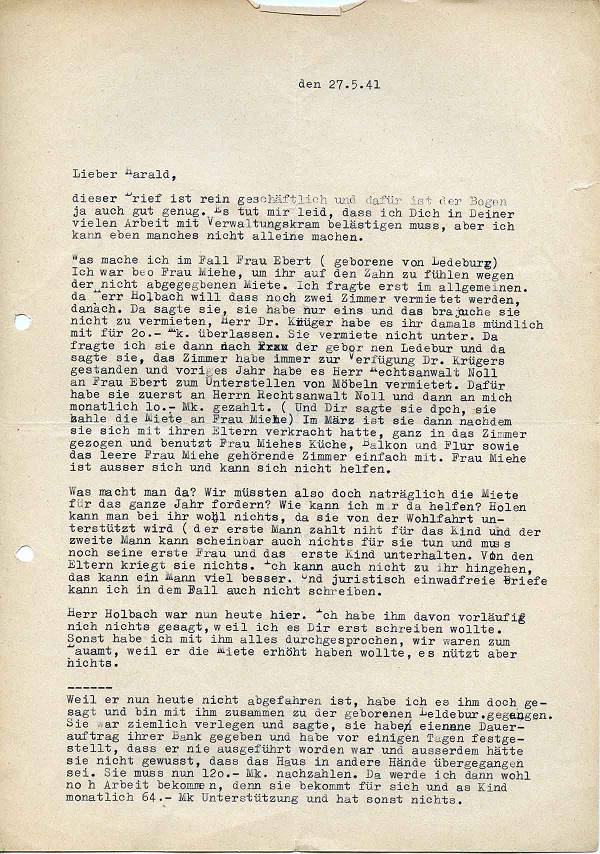 den 27.5.41
Lieber Harald,
dieser Brief ist rein geschäftlich und dafür ist der Bogen
ja auch gut genug. Es tut mir leid, dass ich Dich in Deiner
vielen Arbeit mit Verwaltungskram belästigen muss, aber ich
kann eben manches nicht alleine machen.
Was mache ich im Fall Frau Ebert ( geborene von Ledeburg)
Ich war beo Frau Miehe, um ihr auf den Zahn zu fühlen wegen
der nicht abgegebenen Miete. Ich fragte erst im allgemeinen.
da Herr Holbach will dass noch zwei Zimmer vermietet werden,
danach. Da sagte sie, sie habe nur eins und das brajuche sie
nicht zu vermieten, Herr Dr. Krüger habe es ihr damals mündlich
mit für 2o.- Mk. überlassen. Sie vermiete nicht unter. Da
fragte ich sie dann nach der gebor nen Ledebur und da
sagte sie, das Zimmer habe immer zur Verfügung Dr. Krügers
gestanden und voriges Jahr habe es Herr Rechtsanwalt Noll
an Frau Ebert zum Unterstellen von Möbeln vermietet. Dafür
habe sie zuerst an Herrn Rechtsanwalt Noll und dann an mich
monatlich lo.- Mk. gezahlt. ( Und Dir sagte sie dpch, sie
zahle die Miete an Frau Miehe) Im März ist sie dann nachdem
sie sich mit ihren Eltern verkracht hatte, ganz in das Zimmer
gezogen und benutzt Frau Miehes Küche, Balkon und Flur sowie
das leere Frau Miehe gehörende Zimmer einfach mit. Frau Miehe
ist ausser sich und kann sich nicht helfen.
Was macht man da? Wir müssten also doch naträglich die Miete
für das ganze Jahr fordern? Wie kann ich mir da helfen? Holen
kann man bei ihr wohl nichts, da sie von der Wohlfahrt un-
terstützt wird ( der erste Mann zahlt niht für das Kind und der
zweite Mann kann scheinbar auch nichts für sie tun und muss
noch seine erste Frau und das erste Kind unterhalten. Von den
Eltern kriegt sie nichts. Ich kann auch nicht zu ihr hingehen,
das kann ein Mann viel besser. Und juristisch einwadfreie Briefe
kann ich in dem Fall auch nicht schreiben.
Herr Holbach war nun heute hier. Ich habe ihm davon vorläufig
nich nichts gesagt, weil ich es Dir erst schreiben wollte.
Sonst habe ich mit ihm alles durchgesprochen, wir waren zum
Bauamt, weil er die Miete erhöht haben wollte, es nützt aber
nichts.
------
Weil er nun heute nicht abgefahren ist, habe ich es ihm doch ge-
sagt und bin mit ihm zusammen zu der geborenen Leldebur.gegangen.
Sie war ziemlich verlegen und sagte, sie haben eienne Dauer-
auftrag ihrer Bank gegeben und habe vor einigen Tagen festge-
stellt, dass er nie ausgeführt worden war und ausserdem hätte
sie nicht gewusst, dass das Haus in andere Hände übergegangen
sei. Sie muss nun 12o.- Mk. nachzahlen. Da werde ich dann wohl
no h Arbeit bekommen, denn sie bekommt für sich und as Kind
monatlich 64.- Mk Unterstützung und hat sonst nichts.